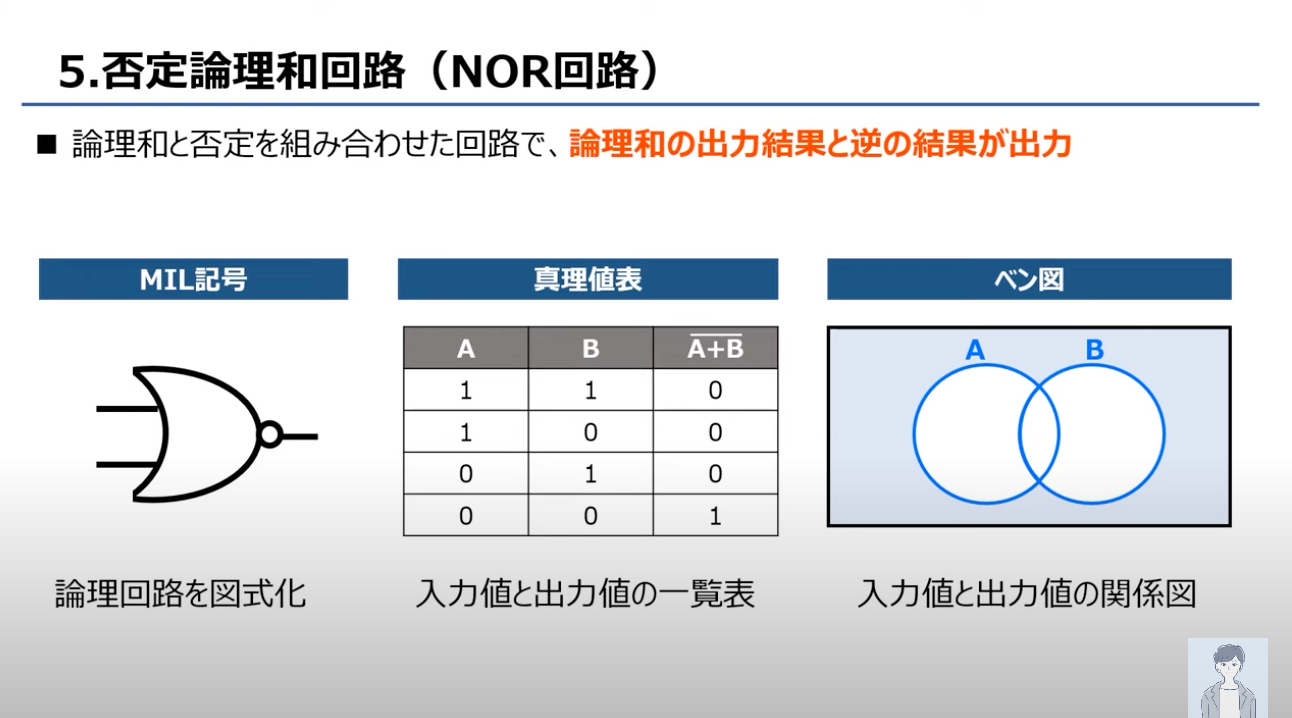 5.否定論理和回路（NOR回路）
■ 論理和と否定を組み合わせた回路で、論理和の出力結果と逆の結果が出力
MIL記号
論理回路を図式化
真理値表
A B A+B
1 1 0
1 0 0
0 1 0
0 0 1
入力値と出力値の一覧表
ベン図
A B
入力値と出力値の関係図